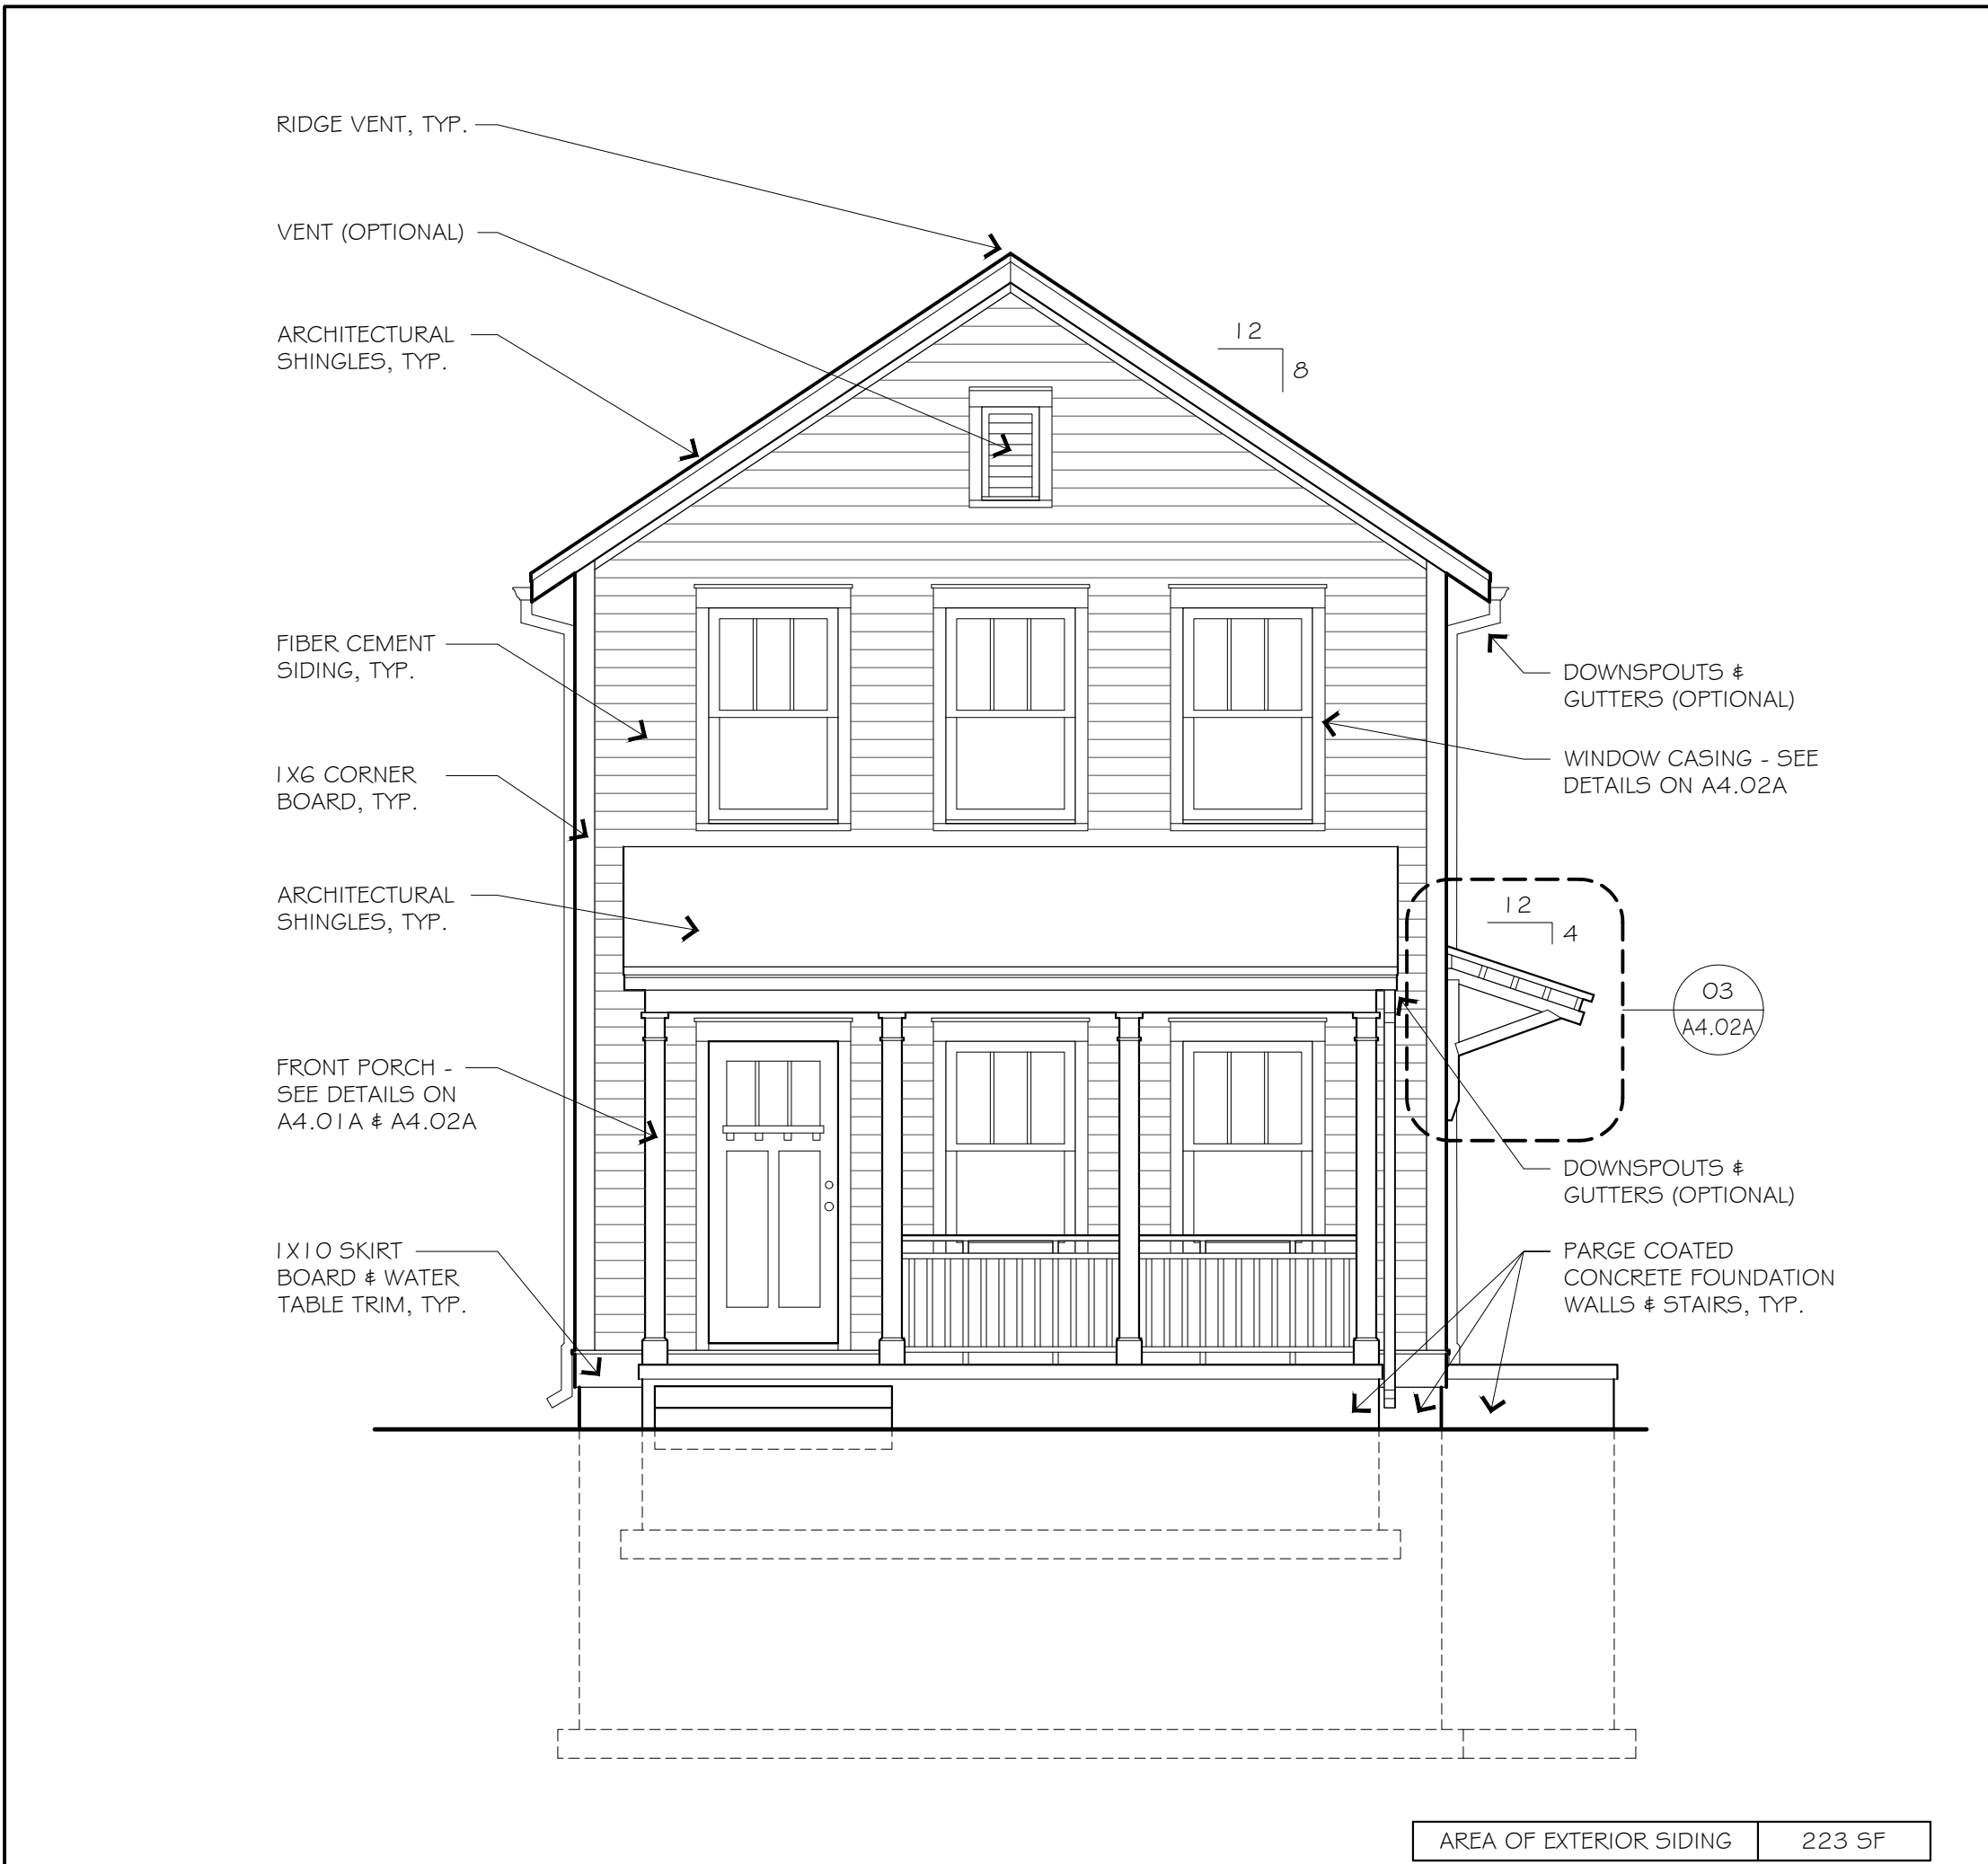 RIDGE VENT, TYP.
VENT (OPTIONAL)
12
8
ARCHITECTURAL
SHINGLES, TYP.
FIBER CEMENT
SIDING, TYP.
DOWNSPOUTS &
GUTTERS (OPTIONAL)
WINDOW CASING - SEE
DETAILS ON A4.02A
1X6 CORNER
BOARD, TYP.
ARCHITECTURAL
SHINGLES, TYP.
12
4
03
A4.02A
FRONT PORCH -
SEE DETAILS ON
A4.01A & A4.02A
DOWNSPOUTS &
GUTTERS (OPTIONAL)
1X10 SKIRT
BOARD & WATER
TABLE TRIM, TYP.
PARGE COATED
CONCRETE FOUNDATION
WALLS & STAIRS, TYP.
AREA OF EXTERIOR SIDING 223 SF